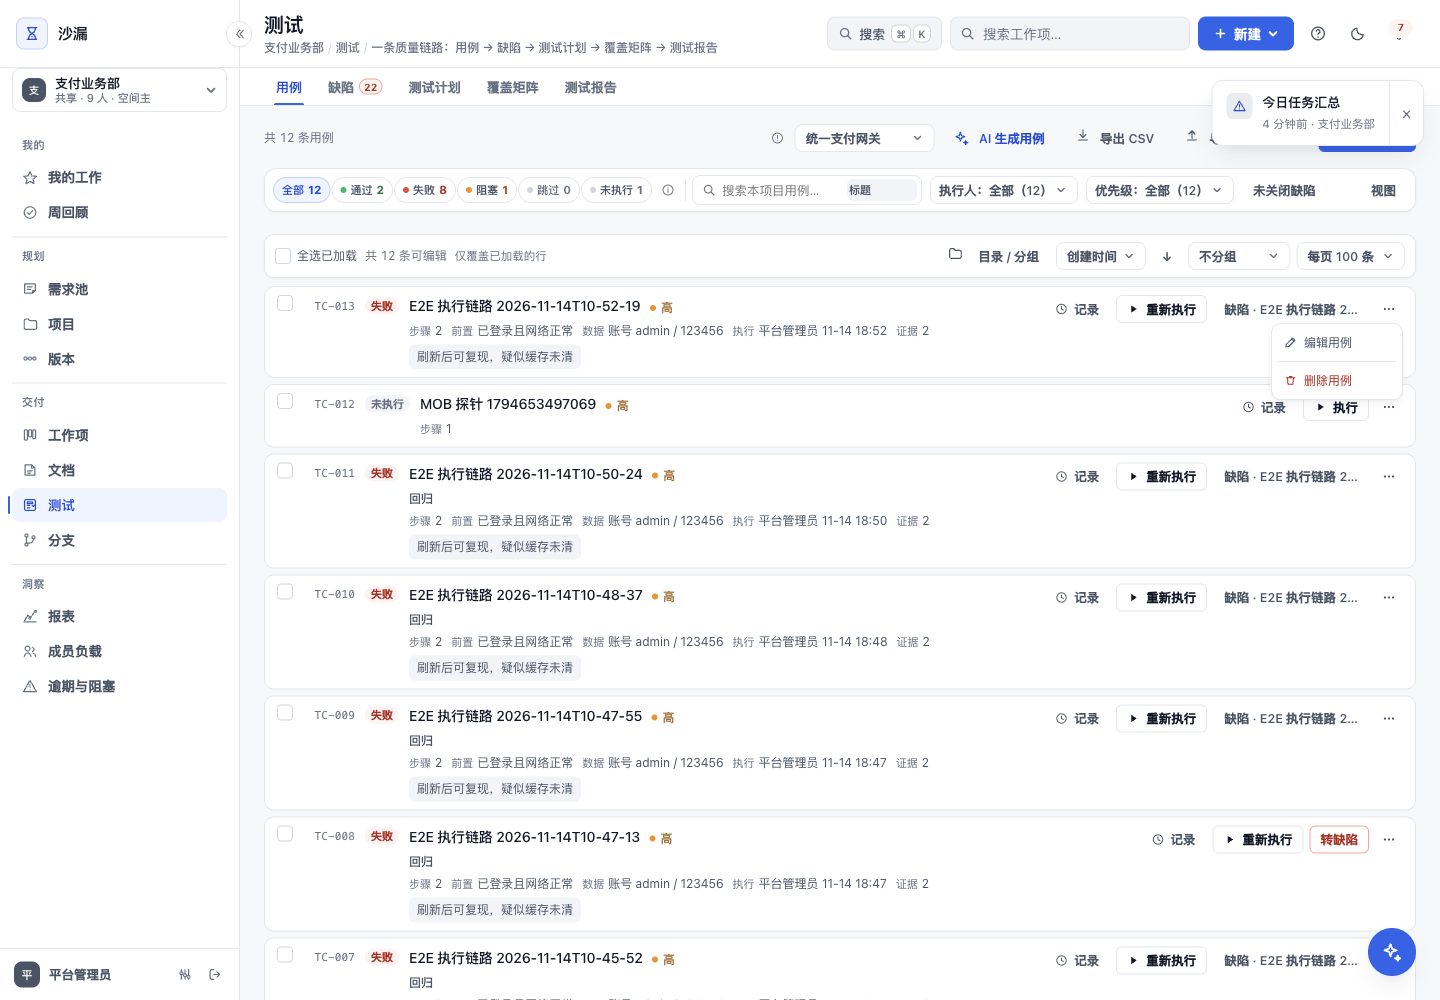 沙漏
支
支付业务部
共享 · 9 人 · 空间主
我的
我的工作
周回顾
规划
需求池
项目
版本
交付
工作项
文档
测试
分支
洞察
报表
成员负载
逾期与阻塞
平
平台管理员
测试
支付业务部 / 测试 / 一条质量链路：用例 → 缺陷 → 测试计划 → 覆盖矩阵 → 测试报告
搜索 ⌘ K
搜索工作项...
新建
7
用例 缺陷 22 测试计划 覆盖矩阵 测试报告
今日任务汇总
4 分钟前 · 支付业务部
共 12 条用例
统一支付网关
AI 生成用例
导出 CSV
全部 12 通过 2 失败 8 阻塞 1 跳过 0 未执行 1
搜索本项目用例... 标题
执行人：全部（12）
优先级：全部（12）
未关闭缺陷
视图
全选已加载 共 12 条可编辑 仅覆盖已加载的行
目录 / 分组 创建时间 不分组 每页 100 条
TC-013 失败 E2E 执行链路 2026-11-14T10-52-19 高
记录 重新执行 缺陷 · E2E 执行链路 2...
步骤 2 前置 已登录且网络正常 数据 账号 admin / 123456 执行 平台管理员 11-14 18:52 证据 2
刷新后可复现，疑似缓存未清
编辑用例
删除用例
TC-012 未执行 MOB 探针 1794653497069 高
记录 执行
步骤 1
TC-011 失败 E2E 执行链路 2026-11-14T10-50-24 高
记录 重新执行 缺陷 · E2E 执行链路 2...
回归
步骤 2 前置 已登录且网络正常 数据 账号 admin / 123456 执行 平台管理员 11-14 18:50 证据 2
刷新后可复现，疑似缓存未清
TC-010 失败 E2E 执行链路 2026-11-14T10-48-37 高
记录 重新执行 缺陷 · E2E 执行链路 2...
回归
步骤 2 前置 已登录且网络正常 数据 账号 admin / 123456 执行 平台管理员 11-14 18:48 证据 2
刷新后可复现，疑似缓存未清
TC-009 失败 E2E 执行链路 2026-11-14T10-47-55 高
记录 重新执行 缺陷 · E2E 执行链路 2...
回归
步骤 2 前置 已登录且网络正常 数据 账号 admin / 123456 执行 平台管理员 11-14 18:47 证据 2
刷新后可复现，疑似缓存未清
TC-008 失败 E2E 执行链路 2026-11-14T10-47-13 高
记录 重新执行 转缺陷
回归
步骤 2 前置 已登录且网络正常 数据 账号 admin / 123456 执行 平台管理员 11-14 18:47 证据 2
刷新后可复现，疑似缓存未清
TC-007 失败 E2E 执行链路 2026-11-14T10-45-52 高
记录 重新执行 缺陷 · E2E 执行链路 2...
回归